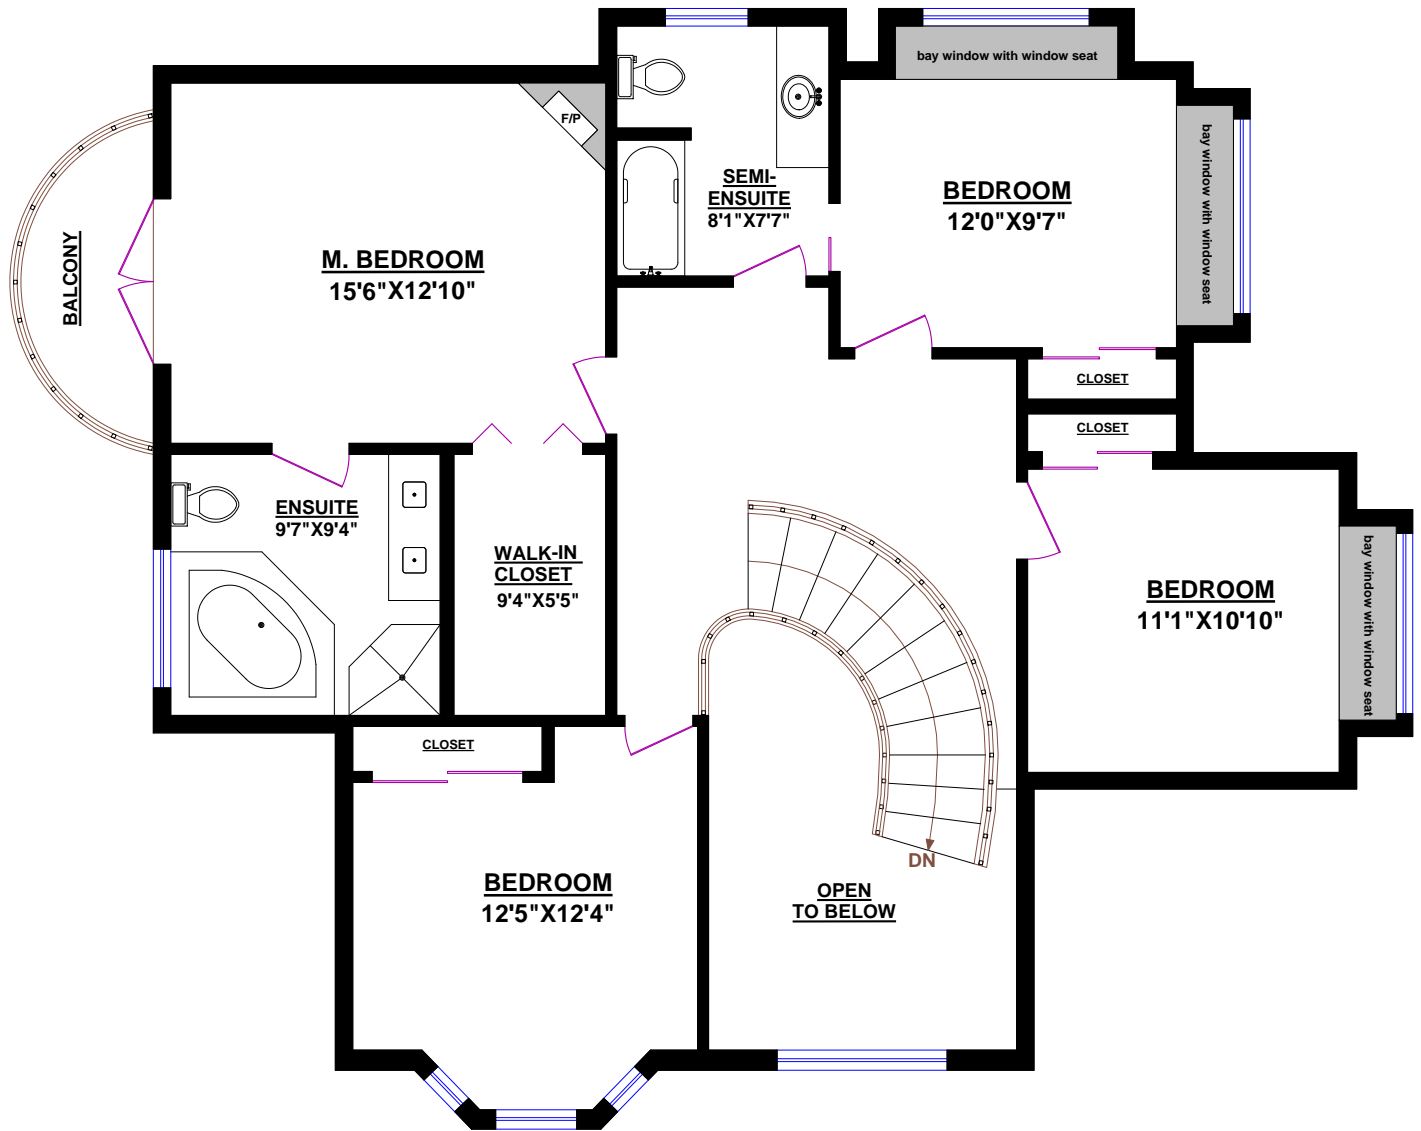 bay window with window seat
F/P
bay window with window seat
SEMI-
ENSUITE
8'1"X7'7"
BEDROOM
12'0"X9'7"
BALCONY
M. BEDROOM
15'6"X12'10"
CLOSET
CLOSET
ENSUITE
9'7"X9'4"
WALK-IN
CLOSET
9'4"X5'5"
BEDROOM
11'1"X10'10"
bay window with window seat
CLOSET
DN
BEDROOM
12'5"X12'4"
OPEN
TO BELOW